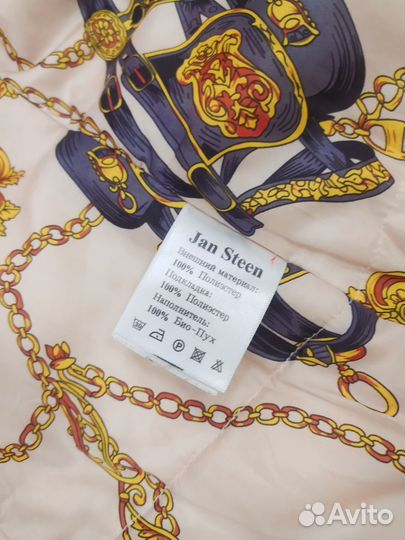 Jan Steen
Внешний материал:
100% Полиэстер
Подкладка:
100% Полиэстер
Наполнитель:
100% Био-Пух
Avito